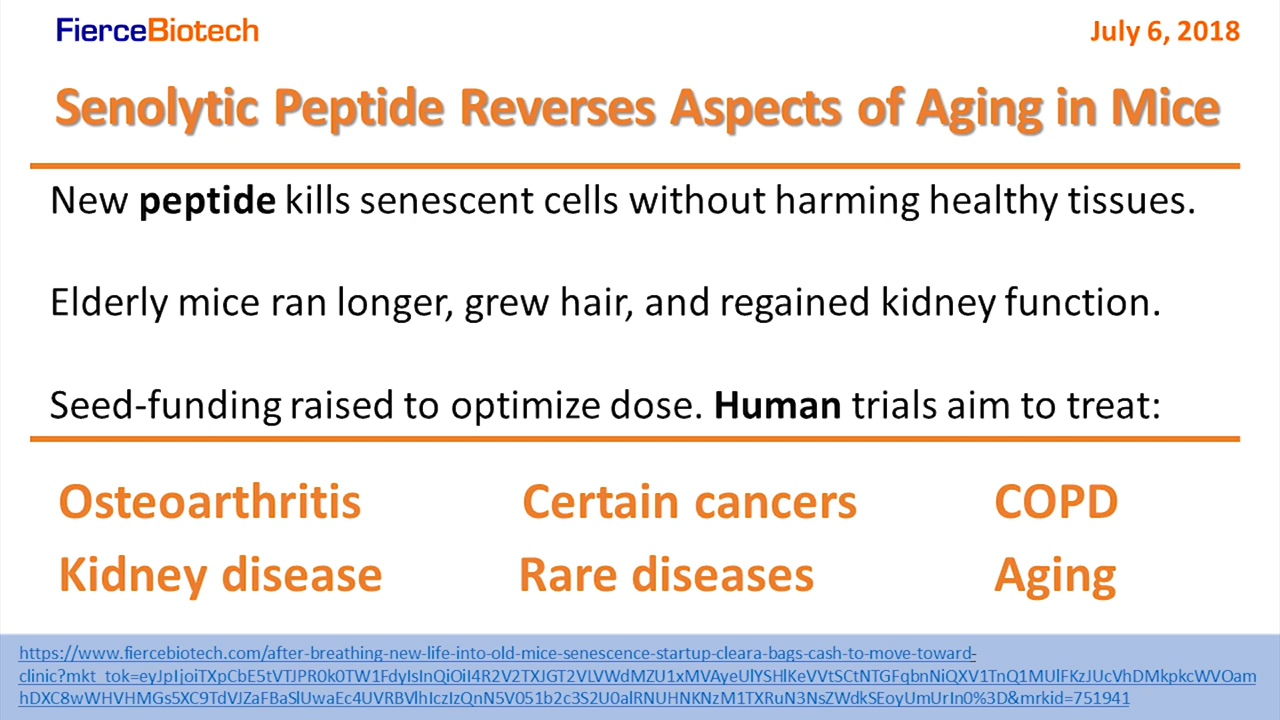 FierceBiotech
July 6, 2018
Senolytic Peptide Reverses Aspects of Aging in Mice
New peptide kills senescent cells without harming healthy tissues.
Elderly mice ran longer, grew hair, and regained kidney function.
Seed-funding raised to optimize dose. Human trials aim to treat:
Osteoarthritis Certain cancers COPD
Kidney disease Rare diseases Aging
https://www.fiercebiotech.com/after-breathing-new-life-into-old-mice-senescence-startup-cleara-bags-cash-to-move-toward-